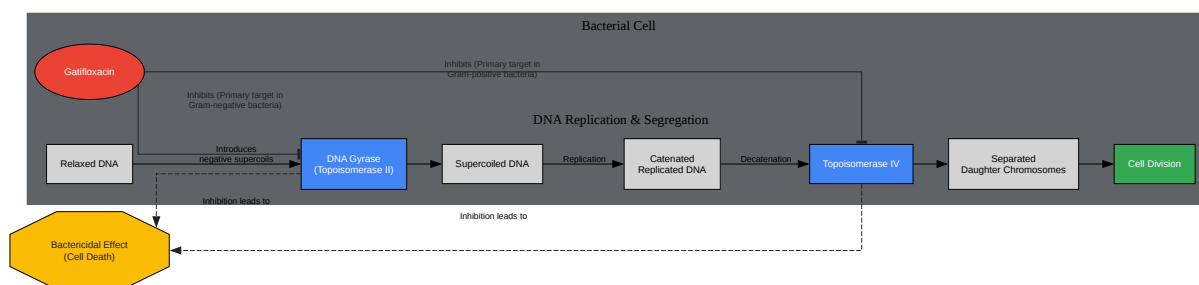 Bacterial Cell
Gatifloxacin
Inhibits (Primary target in
Gram-positive bacteria)
Inhibits (Primary target in
Gram-negative bacteria)
DNA Replication & Segregation
Relaxed DNA
Introduces
negative supercoils
DNA Gyrase
(Topoisomerase II)
Supercoiled DNA
Replication
Catenated
Replicated DNA
Decatenation
Topoisomerase IV
Separated
Daughter Chromosomes
Cell Division
Inhibition leads to
Inhibition leads to
Bactericidal Effect
(Cell Death)